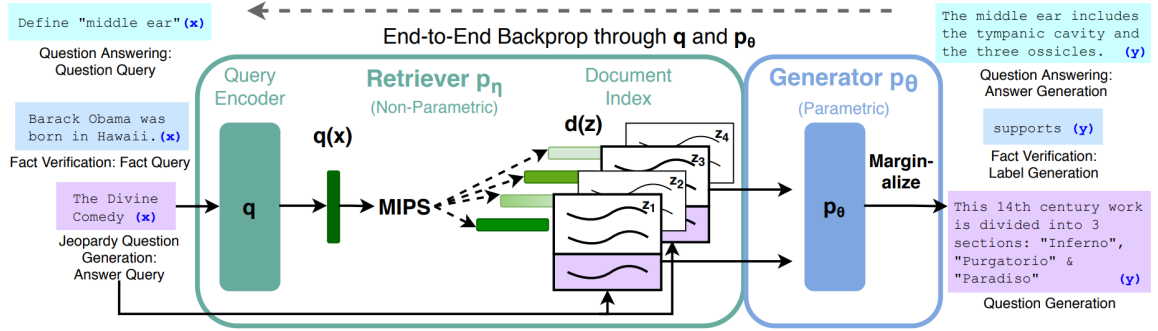 End-to-End Backprop through q and pθ
Define "middle ear"(x)
Question Answering:
Question Query
Barack Obama was
born in Hawaii.(x)
Fact Verification: Fact Query
The Divine
Comedy (x)
Jeopardy Question
Generation:
Answer Query
Query
Encoder
q
Retriever pη
(Non-Parametric)
q(x)
MIPS
Document
Index
d(z)
z4
z3
z2
z1
Generator pθ
(Parametric)
pθ
Margin-
alize
The middle ear includes
the tympanic cavity and
the three ossicles. (y)
Question Answering:
Answer Generation
supports (y)
Fact Verification:
Label Generation
This 14th century work
is divided into 3
sections: "Inferno",
"Purgatorio" &
"Paradiso" (y)
Question Generation